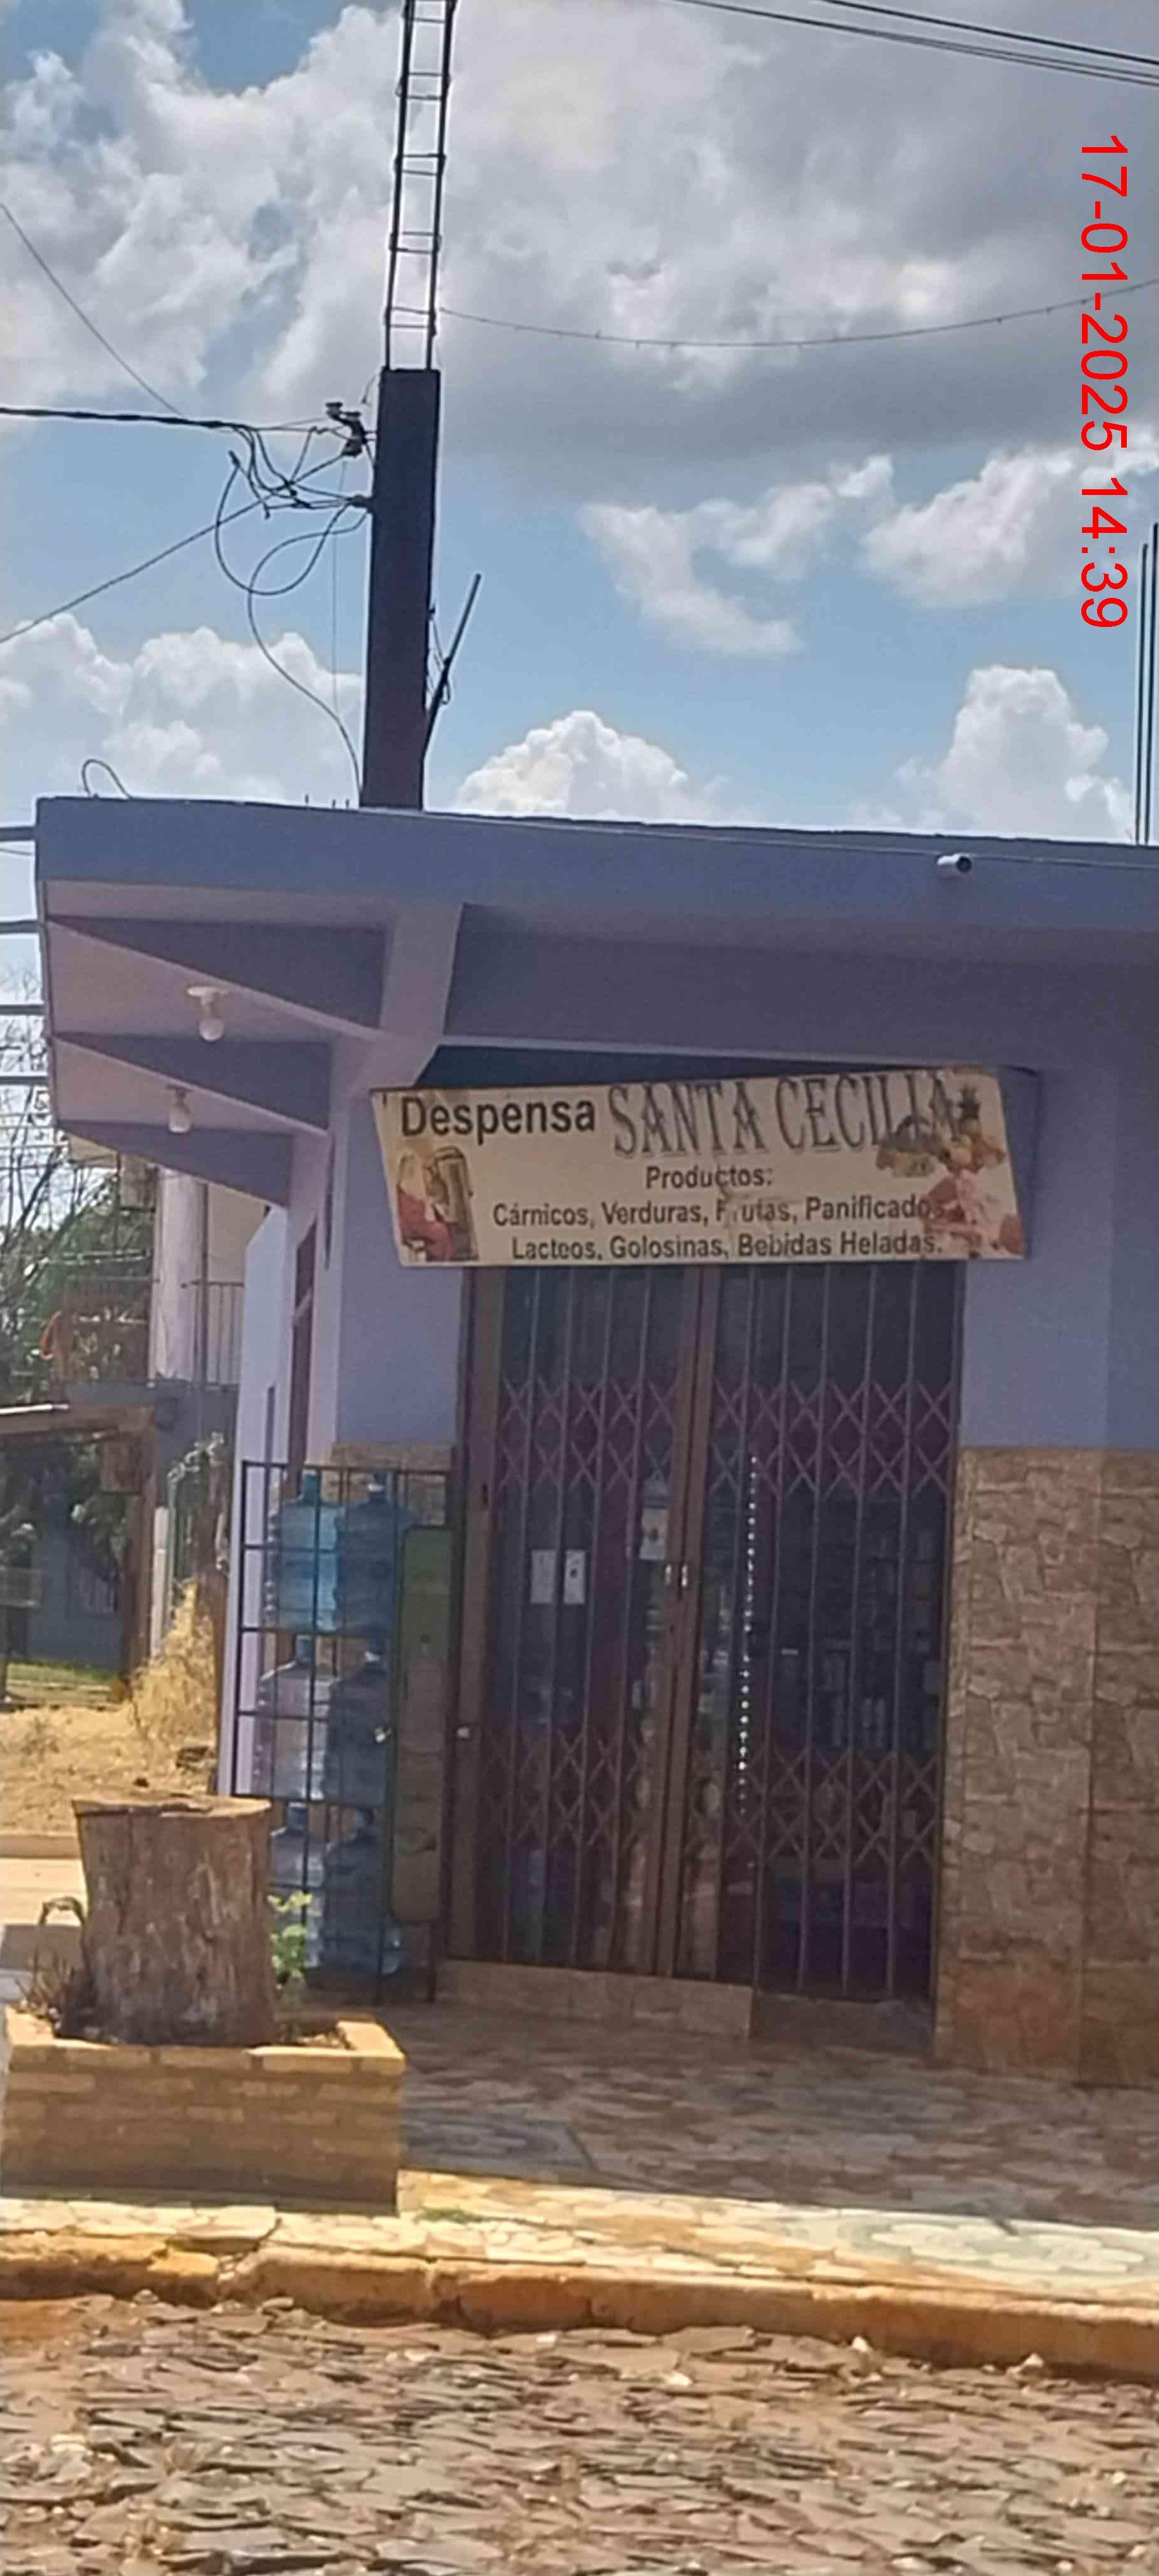 Despensa SANTA CECILIA
Productos:
Cárnicos, Verduras, Frutas, Panificados,
Lacteos, Golosinas, Bebidas Heladas.
17-01-2025 14:39